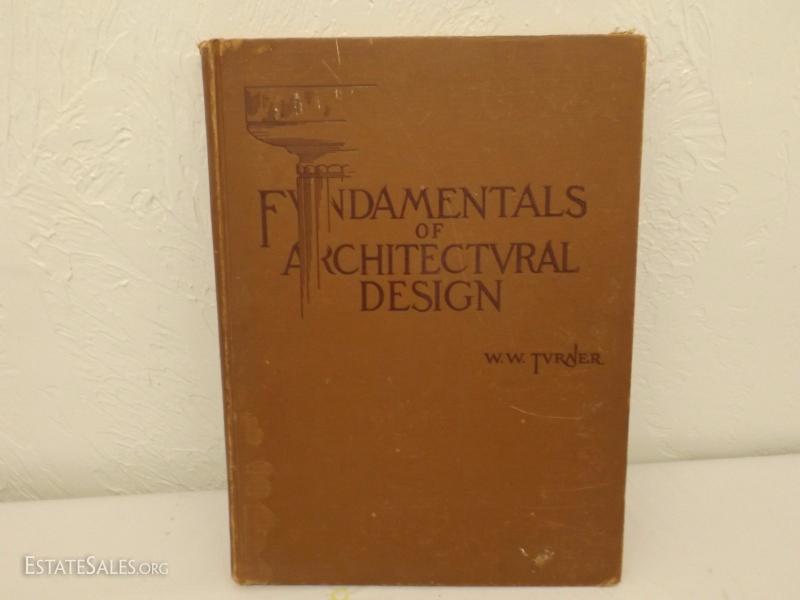 FVNDAMENTALS
OF
ARCHITECTVRAL
DESIGN
W. W. TVRNER
ESTATESALES.ORG